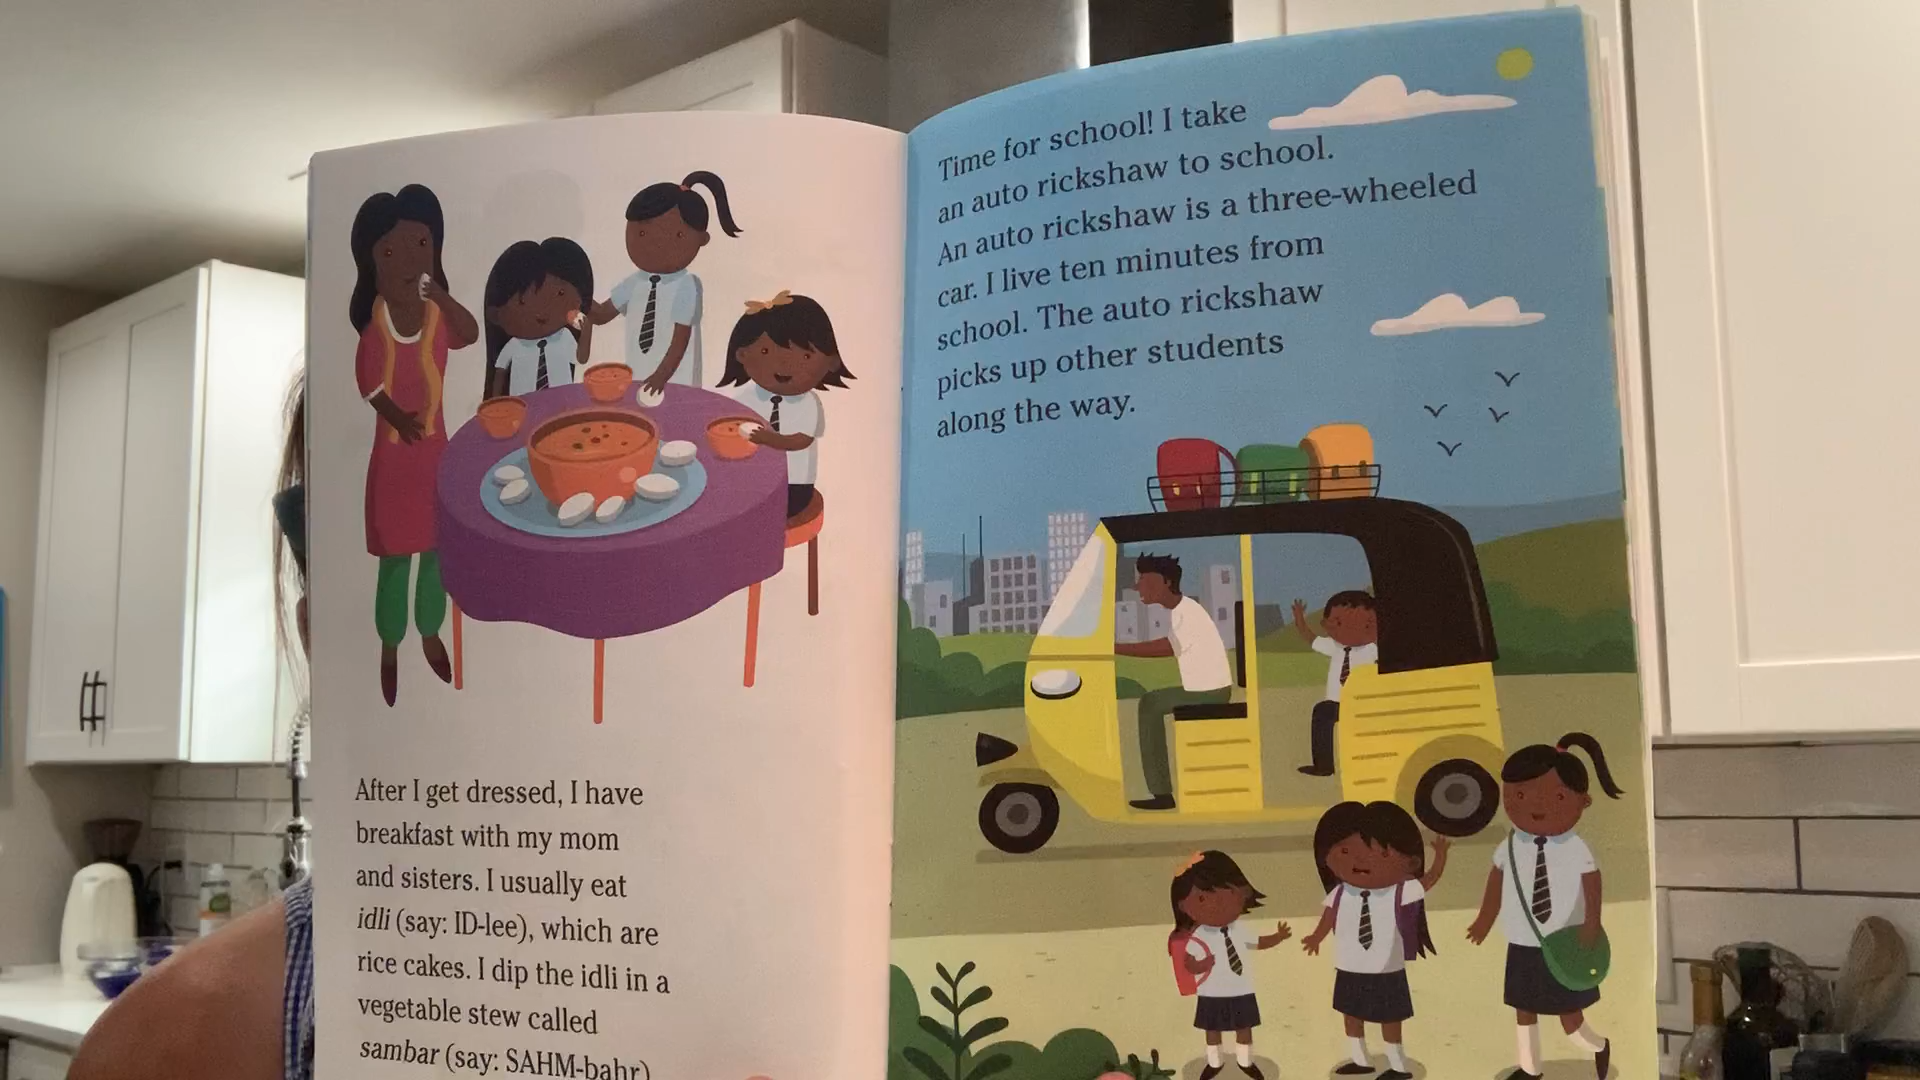 After I get dressed, I have
breakfast with my mom
and sisters. I usually eat
idli (say: ID-lee), which are
rice cakes. I dip the idli in a
vegetable stew called
sambar (say: SAHM-bahr)
Time for school! I take
an auto rickshaw to school.
An auto rickshaw is a three-wheeled
car. I live ten minutes from
school. The auto rickshaw
picks up other students
along the way.